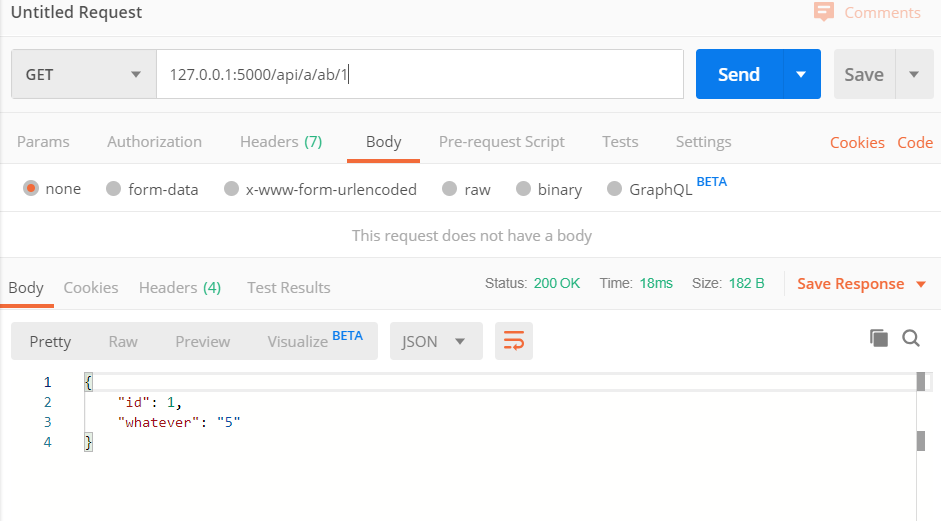 Untitled Request Comments
GET 127.0.0.1:5000/api/a/ab/1 Send Save
Params Authorization Headers (7) Body Pre-request Script Tests Settings Cookies Code
none form-data x-www-form-urlencoded raw binary GraphQL BETA
This request does not have a body
Body Cookies Headers (4) Test Results Status: 200 OK Time: 18ms Size: 182 B Save Response
Pretty Raw Preview Visualize BETA JSON
1 {
2 "id": 1,
3 "whatever": "5"
4 }